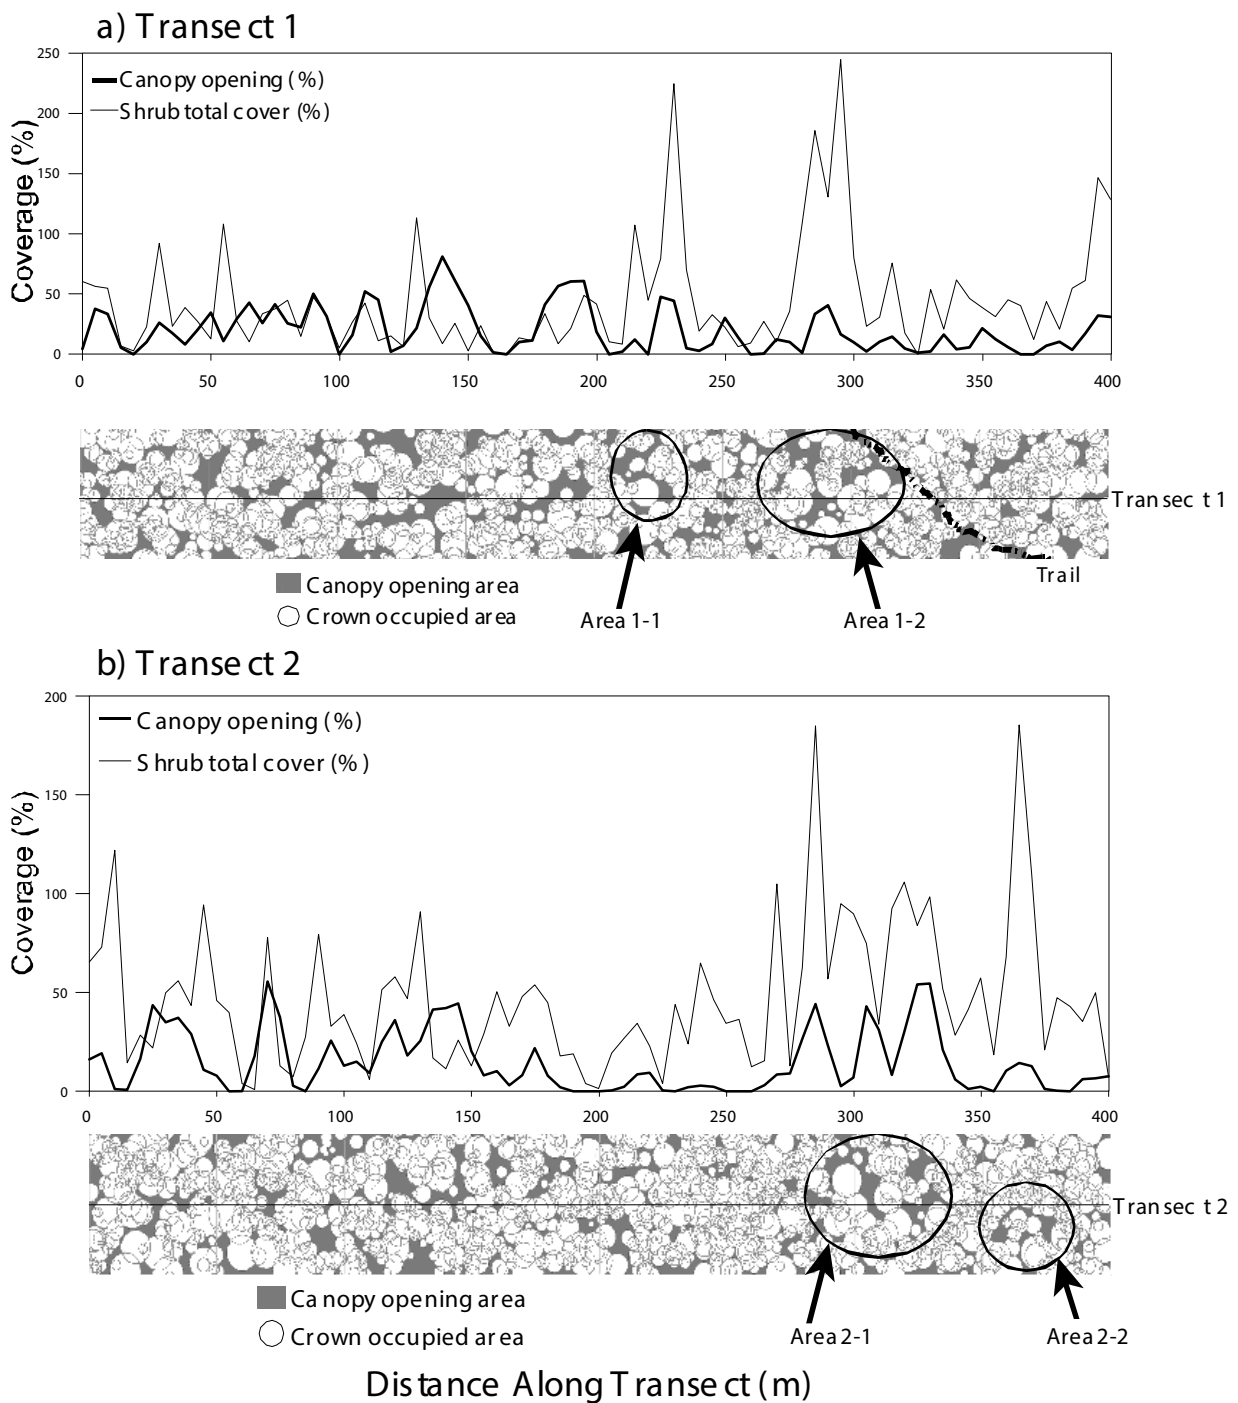 a) Transect 1
250
200
150
100
50
0
Coverage (%)
Canopy opening (%)
Shrub total cover (%)
0 50 100 150 200 250 300 350 400
Transect 1
Trail
Canopy opening area
Crown occupied area
Area 1-1
Area 1-2
b) Transect 2
200
150
100
50
0
Coverage (%)
Canopy opening (%)
Shrub total cover (%)
0 50 100 150 200 250 300 350 400
Transect 2
Canopy opening area
Crown occupied area
Area 2-1
Area 2-2
Distance Along Transect (m)